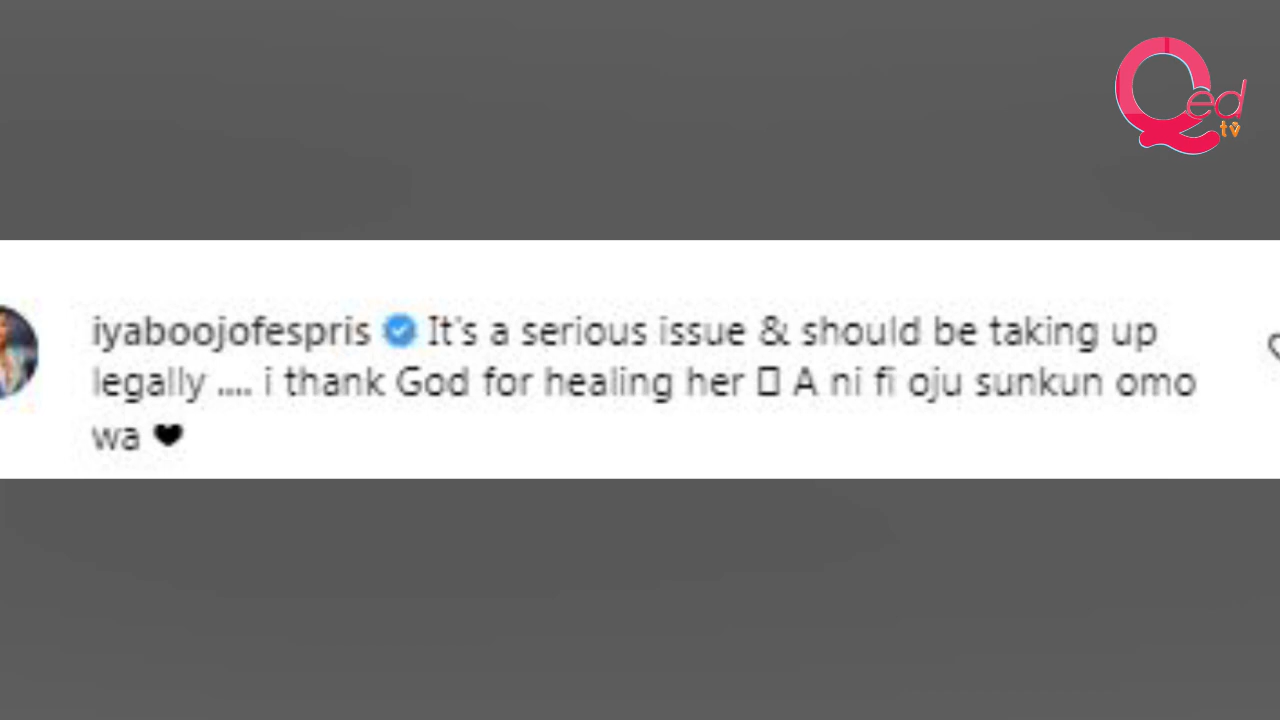 Qed
tv
iyaboojofespris It's a serious issue & should be taking up
legally .... i thank God for healing her A ni fi oju sunkun omo
wa 🖤